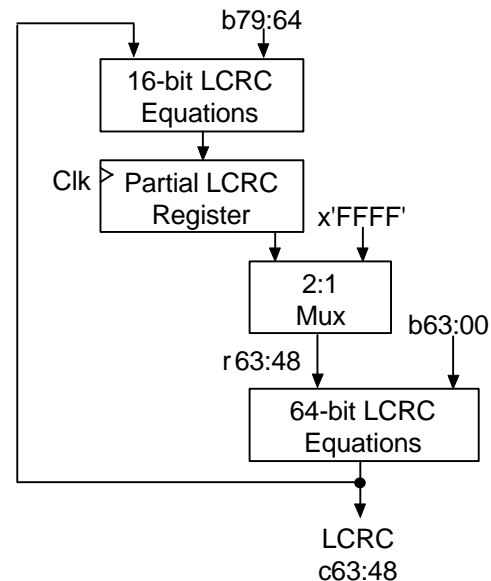 b79:64
16-bit LCRC
Equations
Clk
Partial LCRC
Register
x'FFFF'
2:1
Mux
b63:00
r63:48
64-bit LCRC
Equations
LCRC
c63:48